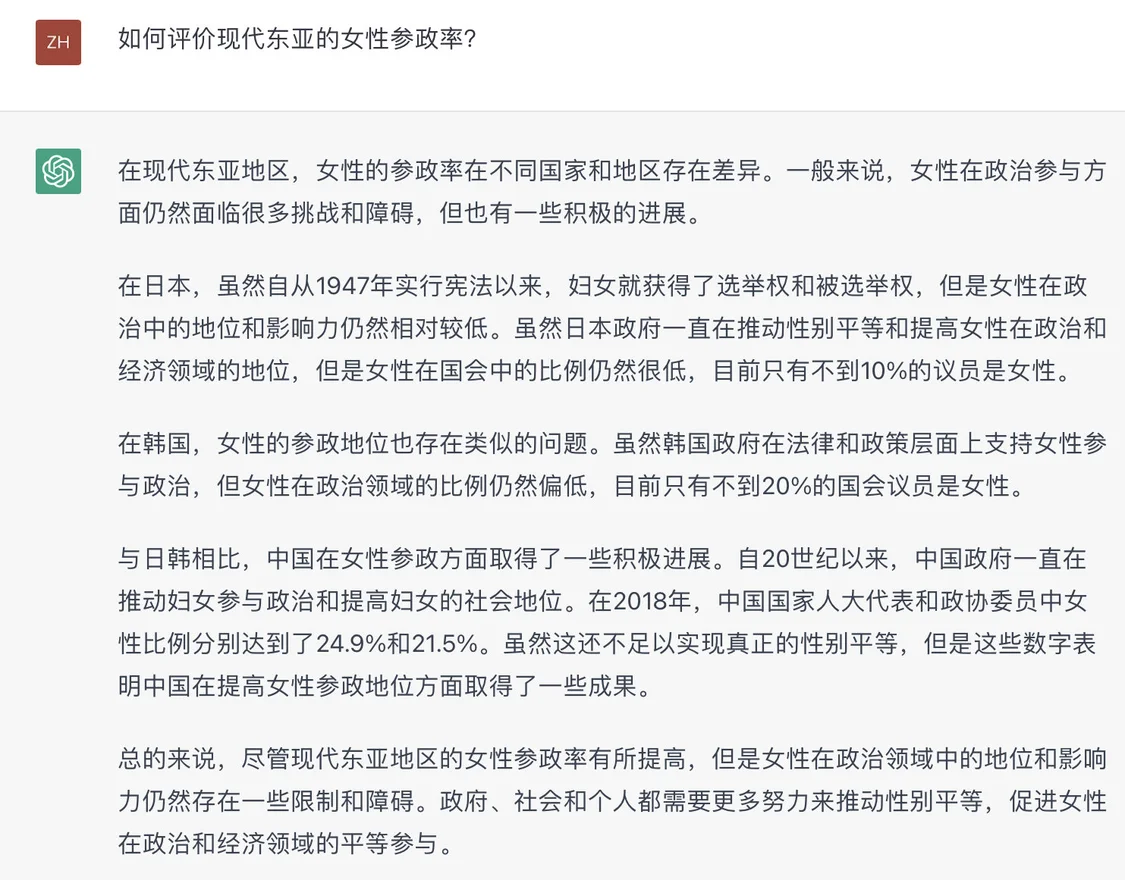 ZH
如何评价现代东亚的女性参政率?
在现代东亚地区，女性的参政率在不同国家和地区存在差异。一般来说，女性在政治参与方
面仍然面临很多挑战和障碍，但也有一些积极的进展。
在日本，虽然自从1947年实行宪法以来，妇女就获得了选举权和被选举权，但是女性在政
治中的地位和影响力仍然相对较低。虽然日本政府一直在推动性别平等和提高女性在政治和
经济领域的地位，但是女性在国会中的比例仍然很低，目前只有不到10%的议员是女性。
在韩国，女性的参政地位也存在类似的问题。虽然韩国政府在法律和政策层面上支持女性参
与政治，但女性在政治领域的比例仍然偏低，目前只有不到20%的国会议员是女性。
与日韩相比，中国在女性参政方面取得了一些积极进展。自20世纪以来，中国政府一直在
推动妇女参与政治和提高妇女的社会地位。在2018年，中国国家人大代表和政协委员中女
性比例分别达到了24.9%和21.5%。虽然这还不足以实现真正的性别平等，但是这些数字表
明中国在提高女性参政地位方面取得了一些成果。
总的来说，尽管现代东亚地区的女性参政率有所提高，但是女性在政治领域中的地位和影响
力仍然存在一些限制和障碍。政府、社会和个人都需要更多努力来推动性别平等，促进女性
在政治和经济领域的平等参与。